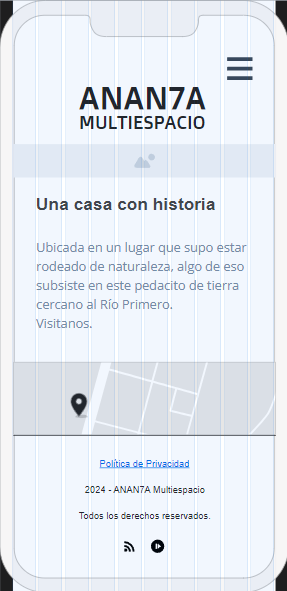 ANAN7A
MULTIESPACIO
Una casa con historia
Ubicada en un lugar que supo estar
rodeado de naturaleza, algo de eso
subsiste en este pedacito de tierra
cercano al Río Primero.
Visitanos.
Política de Privacidad
2024 - ANAN7A Multiespacio
Todos los derechos reservados.